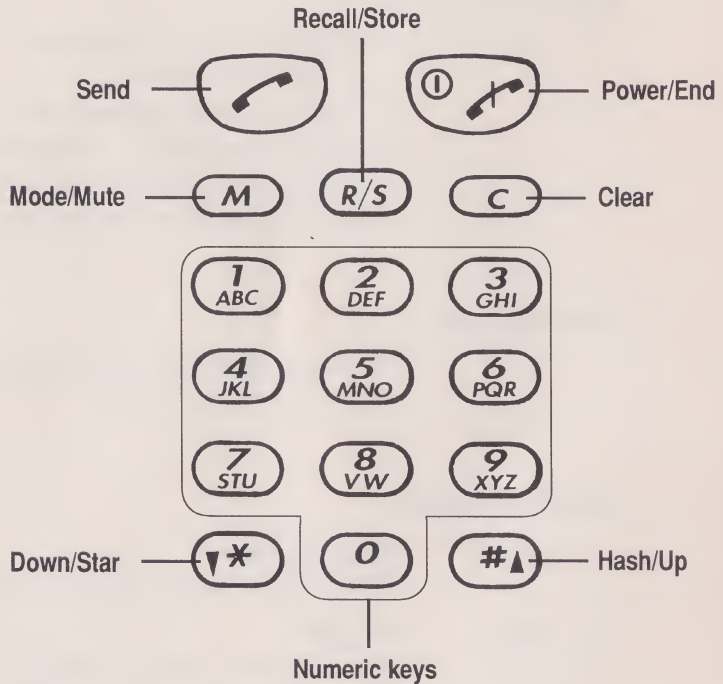 Recall/Store
Send
Power/End
Mode/Mute
M
R/S
C
Clear
1
2
3
ABC
DEF
GHI
4
5
6
JKL
MNO
PQR
7
8
9
STU
VW
XYZ
Down/Star
*
0
#
Hash/Up
Numeric keys